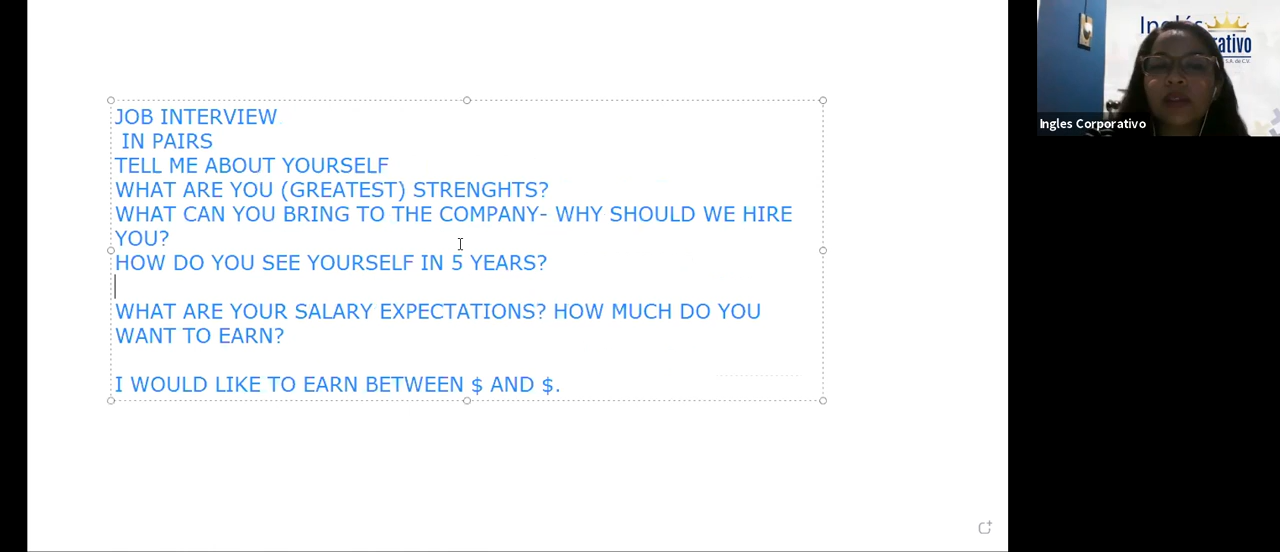 JOB INTERVIEW
IN PAIRS
TELL ME ABOUT YOURSELF
WHAT ARE YOU (GREATEST) STRENGHTS?
WHAT CAN YOU BRING TO THE COMPANY- WHY SHOULD WE HIRE
YOU?
HOW DO YOU SEE YOURSELF IN 5 YEARS?
WHAT ARE YOUR SALARY EXPECTATIONS? HOW MUCH DO YOU
WANT TO EARN?
I WOULD LIKE TO EARN BETWEEN $ AND $.
rativo
S.A. de C.V.
Ingles Corporativo